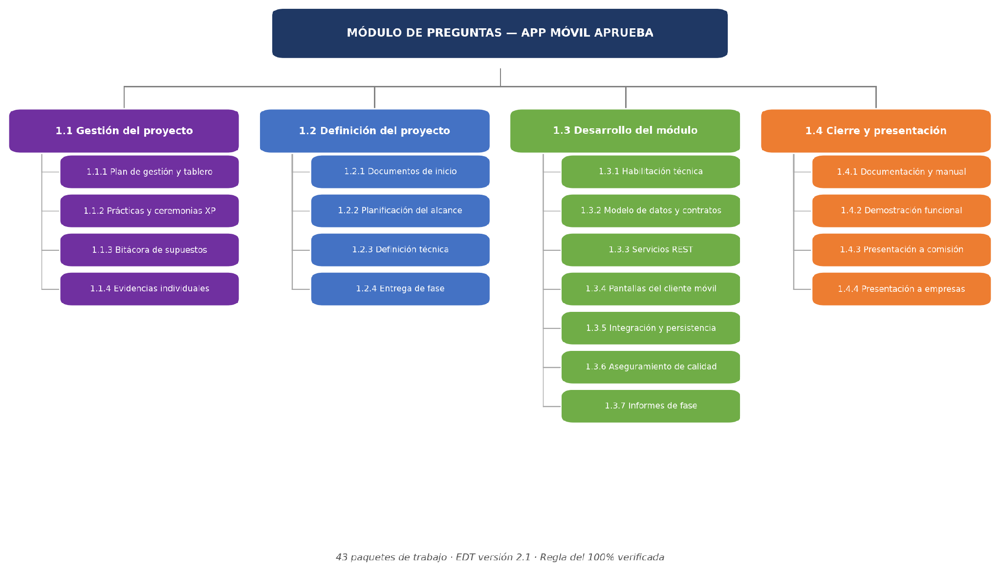 MÓDULO DE PREGUNTAS — APP MÓVIL APRUEBA
1.1 Gestión del proyecto
1.1.1 Plan de gestión y tablero
1.1.2 Prácticas y ceremonias XP
1.1.3 Bitácora de supuestos
1.1.4 Evidencias individuales
1.2 Definición del proyecto
1.2.1 Documentos de inicio
1.2.2 Planificación del alcance
1.2.3 Definición técnica
1.2.4 Entrega de fase
1.3 Desarrollo del módulo
1.3.1 Habilitación técnica
1.3.2 Modelo de datos y contratos
1.3.3 Servicios REST
1.3.4 Pantallas del cliente móvil
1.3.5 Integración y persistencia
1.3.6 Aseguramiento de calidad
1.3.7 Informes de fase
1.4 Cierre y presentación
1.4.1 Documentación y manual
1.4.2 Demostración funcional
1.4.3 Presentación a comisión
1.4.4 Presentación a empresas
43 paquetes de trabajo · EDT versión 2.1 · Regla del 100% verificada